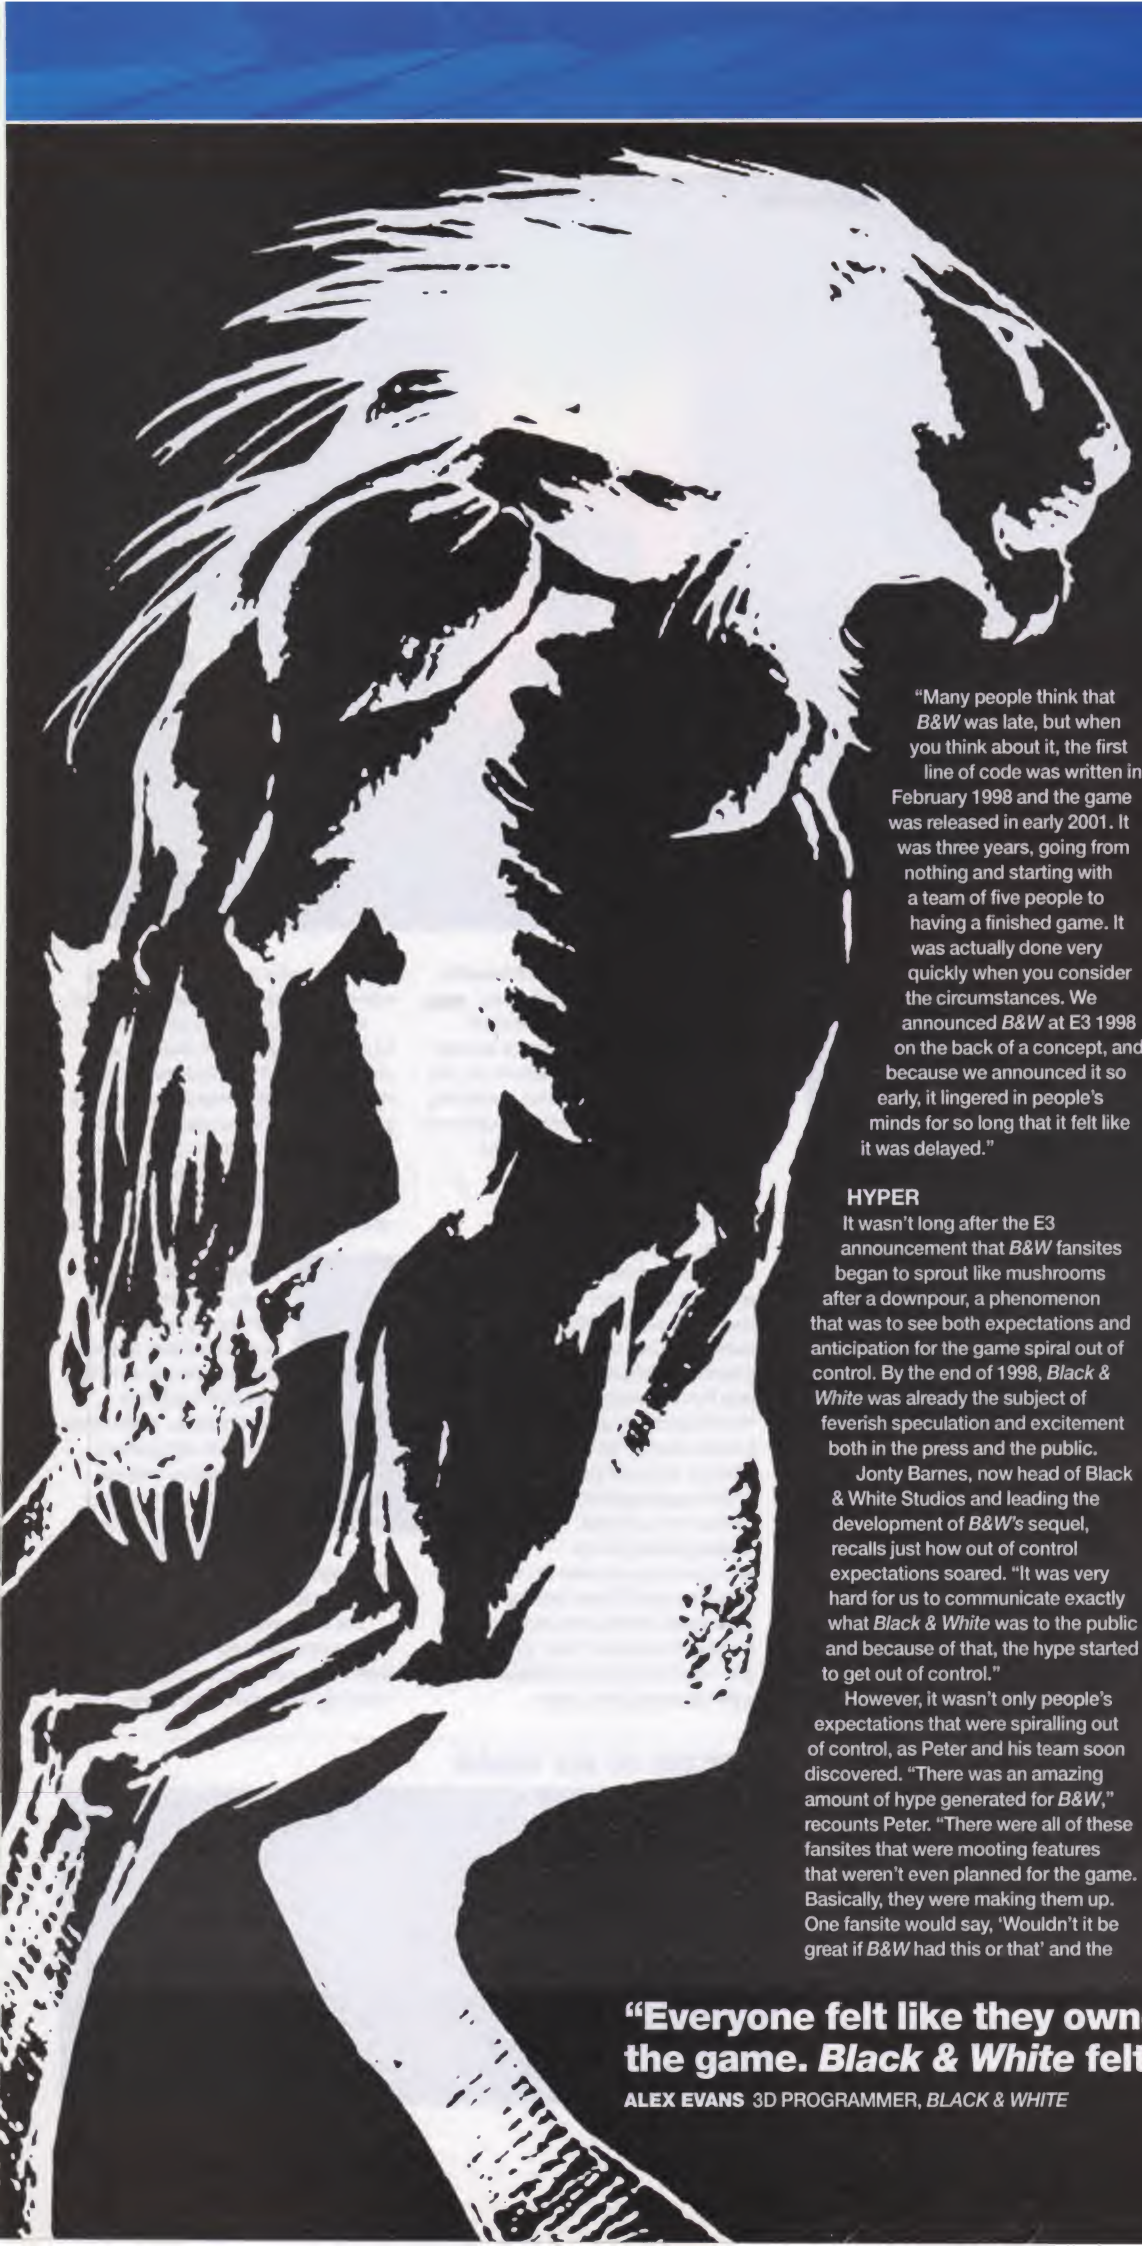 “Many people think that
B&W was late, but when
you think about it, the first
line of code was written in
February 1998 and the game
was released in early 2001. It
was three years, going from
nothing and starting with
a team of five people to
having a finished game. It
was actually done very
quickly when you consider
the circumstances. We
announced B&W at E3 1998
on the back of a concept, and
because we announced it so
early, it lingered in people’s
minds for so long that it felt like
it was delayed.”
HYPER
It wasn’t long after the E3
announcement that B&W fansites
began to sprout like mushrooms
after a downpour, a phenomenon
that was to see both expectations and
anticipation for the game spiral out of
control. By the end of 1998, Black &
White was already the subject of
feverish speculation and excitement
both in the press and the public.
Jonty Barnes, now head of Black
& White Studios and leading the
development of B&W’s sequel,
recalls just how out of control
expectations soared. “It was very
hard for us to communicate exactly
what Black & White was to the public
and because of that, the hype started
to get out of control.”
However, it wasn’t only people’s
expectations that were spiralling out
of control, as Peter and his team soon
discovered. “There was an amazing
amount of hype generated for B&W,”
recounts Peter. “There were all of these
fansites that were mooting features
that weren’t even planned for the game.
Basically, they were making them up.
One fansite would say, ‘Wouldn’t it be
great if B&W had this or that’ and the
“Everyone felt like they own
the game. Black & White felt
ALEX EVANS 3D PROGRAMMER, BLACK & WHITE